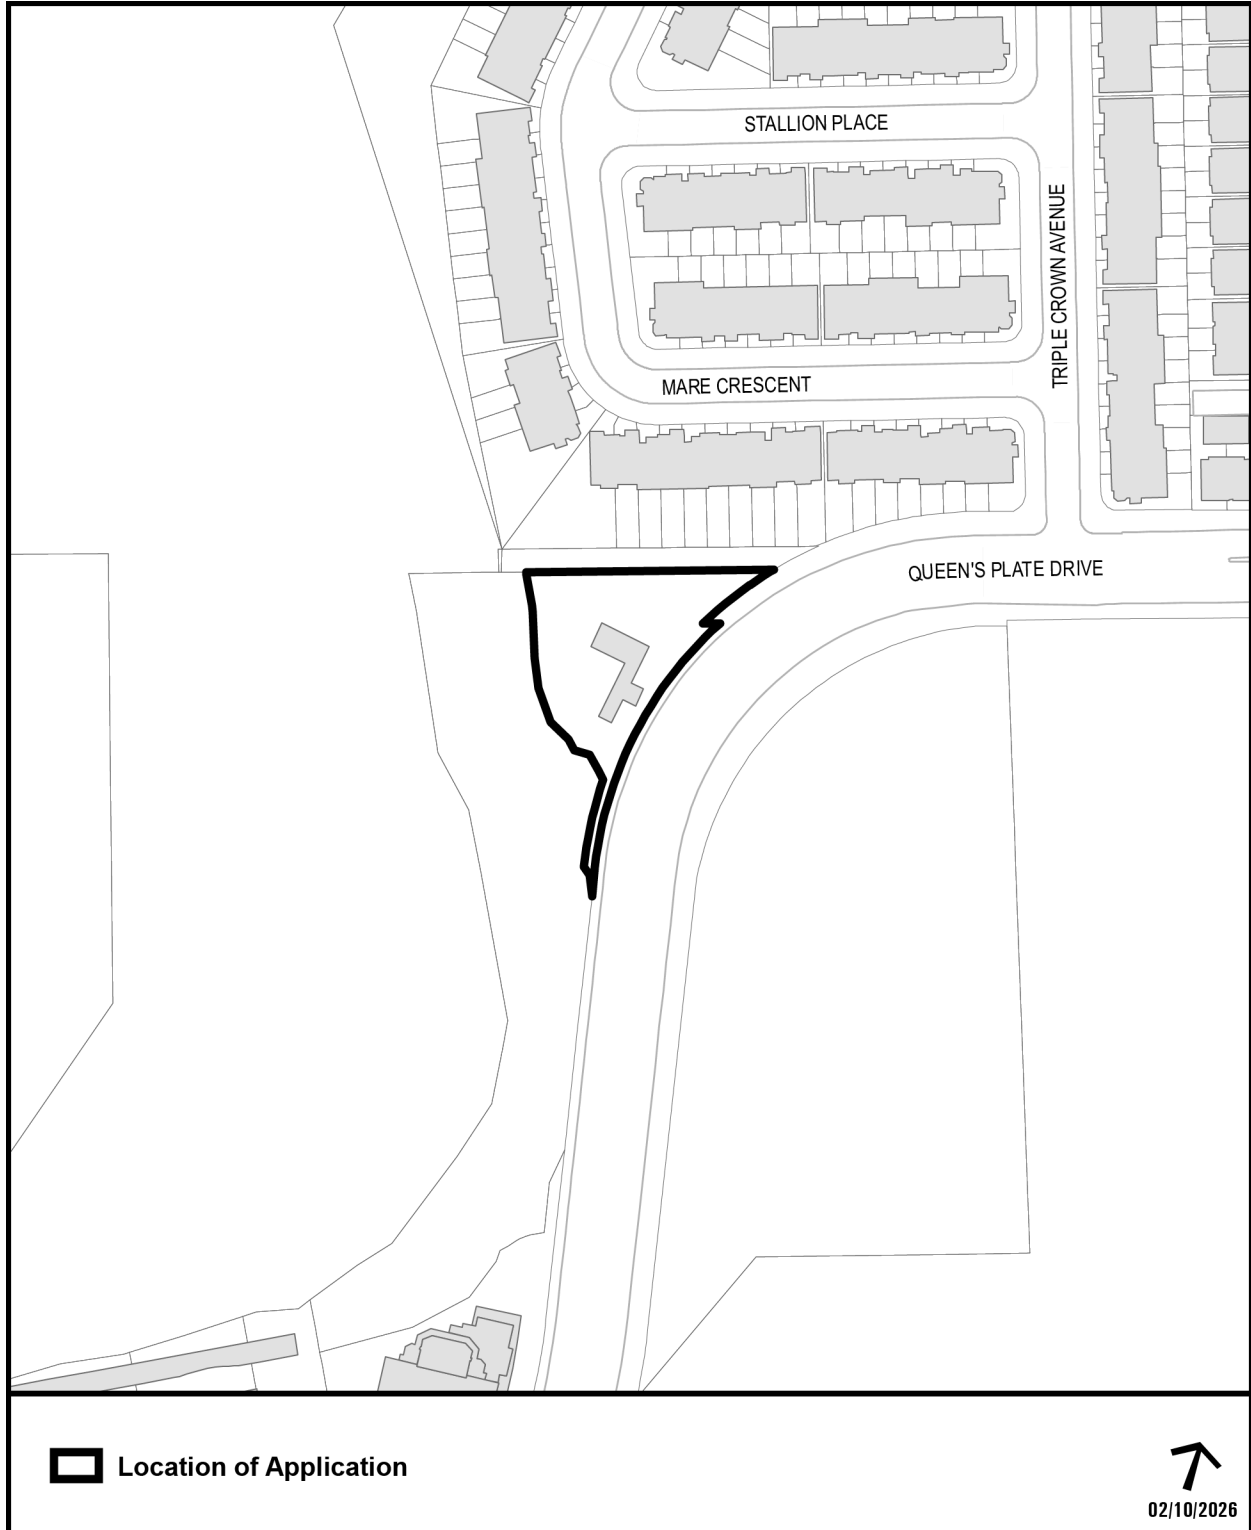 STALLION PLACE
TRIPLE CROWN AVENUE
MARE CRESCENT
QUEEN'S PLATE DRIVE
Location of Application
02/10/2026